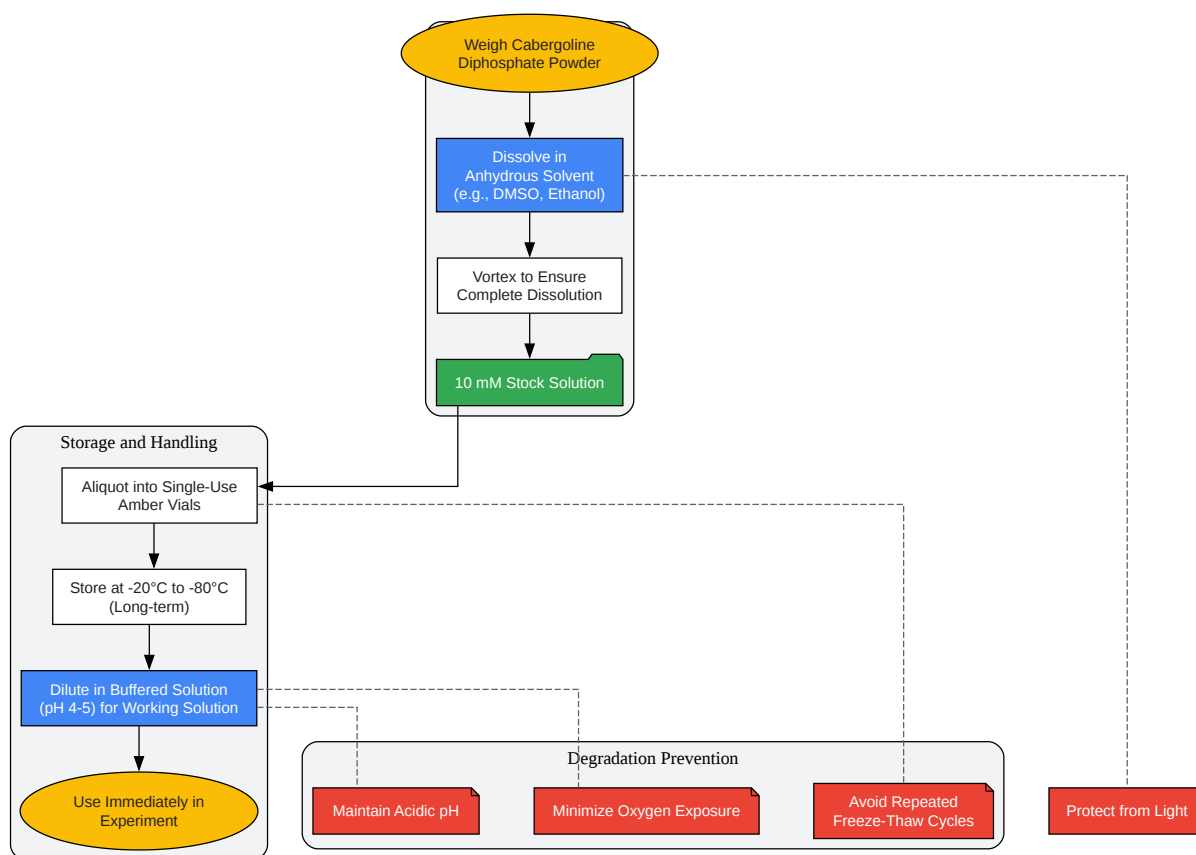 Weigh Cabergoline
Diphosphate Powder
Dissolve in
Anhydrous Solvent
(e.g., DMSO, Ethanol)
Vortex to Ensure
Complete Dissolution
10 mM Stock Solution
Storage and Handling
Aliquot into Single-Use
Amber Vials
Store at -20°C to -80°C
(Long-term)
Dilute in Buffered Solution
(pH 4-5) for Working Solution
Use Immediately in
Experiment
Degradation Prevention
Maintain Acidic pH
Minimize Oxygen Exposure
Avoid Repeated
Freeze-Thaw Cycles
Protect from Light